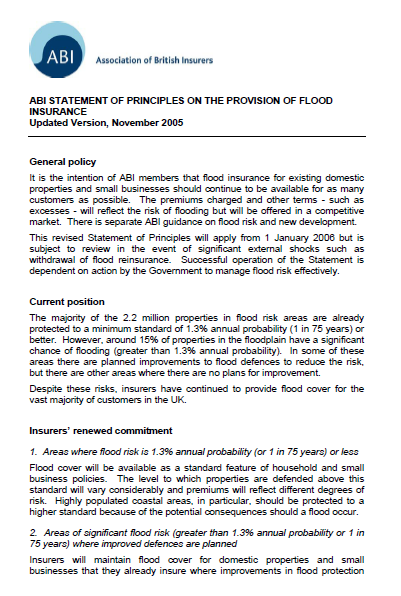 ABI
Association of British Insurers
ABI STATEMENT OF PRINCIPLES ON THE PROVISION OF FLOOD
INSURANCE
Updated Version, November 2005
General policy
It is the intention of ABI members that flood insurance for existing domestic
properties and small businesses should continue to be available for as many
customers as possible. The premiums charged and other terms - such as
excesses - will reflect the risk of flooding but will be offered in a competitive
market. There is separate ABI guidance on flood risk and new development.
This revised Statement of Principles will apply from 1 January 2006 but is
subject to review in the event of significant external shocks such as
withdrawal of flood reinsurance. Successful operation of the Statement is
dependent on action by the Government to manage flood risk effectively.
Current position
The majority of the 2.2 million properties in flood risk areas are already
protected to a minimum standard of 1.3% annual probability (1 in 75 years) or
better. However, around 15% of properties in the floodplain have a significant
chance of flooding (greater than 1.3% annual probability). In some of these
areas there are planned improvements to flood defences to reduce the risk,
but there are other areas where there are no plans for improvement.
Despite these risks, insurers have continued to provide flood cover for the
vast majority of customers in the UK.
Insurers' renewed commitment
1. Areas where flood risk is 1.3% annual probability (or 1 in 75 years) or less
Flood cover will be available as a standard feature of household and small
business policies. The level to which properties are defended above this
standard will vary considerably and premiums will reflect different degrees of
risk. Highly populated coastal areas, in particular, should be protected to a
higher standard because of the potential consequences should a flood occur.
2. Areas of significant flood risk (greater than 1.3% annual probability or 1 in
75 years) where improved defences are planned
Insurers will maintain flood cover for domestic properties and small
businesses that they already insure where improvements in flood protection